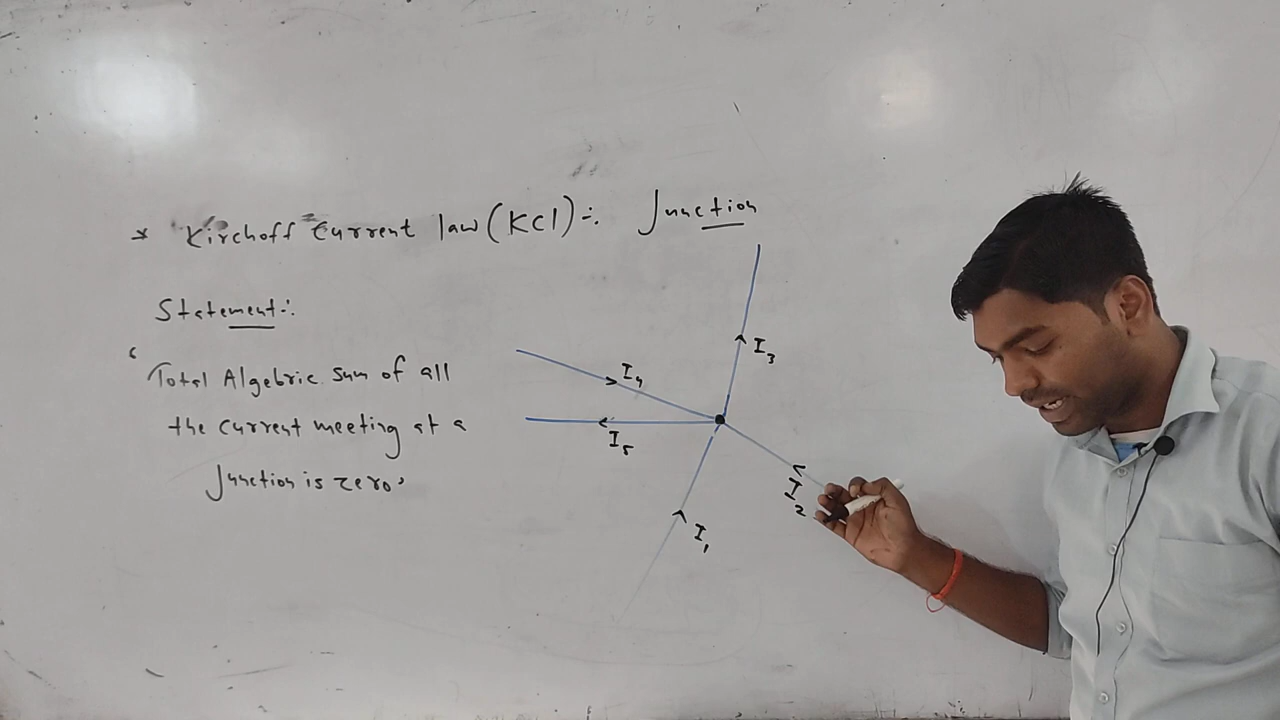 * Kirchoff Current law (KCl) :- Junction
Statement :-
"Total Algebric sum of all
the current meeting at a
Junction is zero"
I3
I4
I5
I2
I1